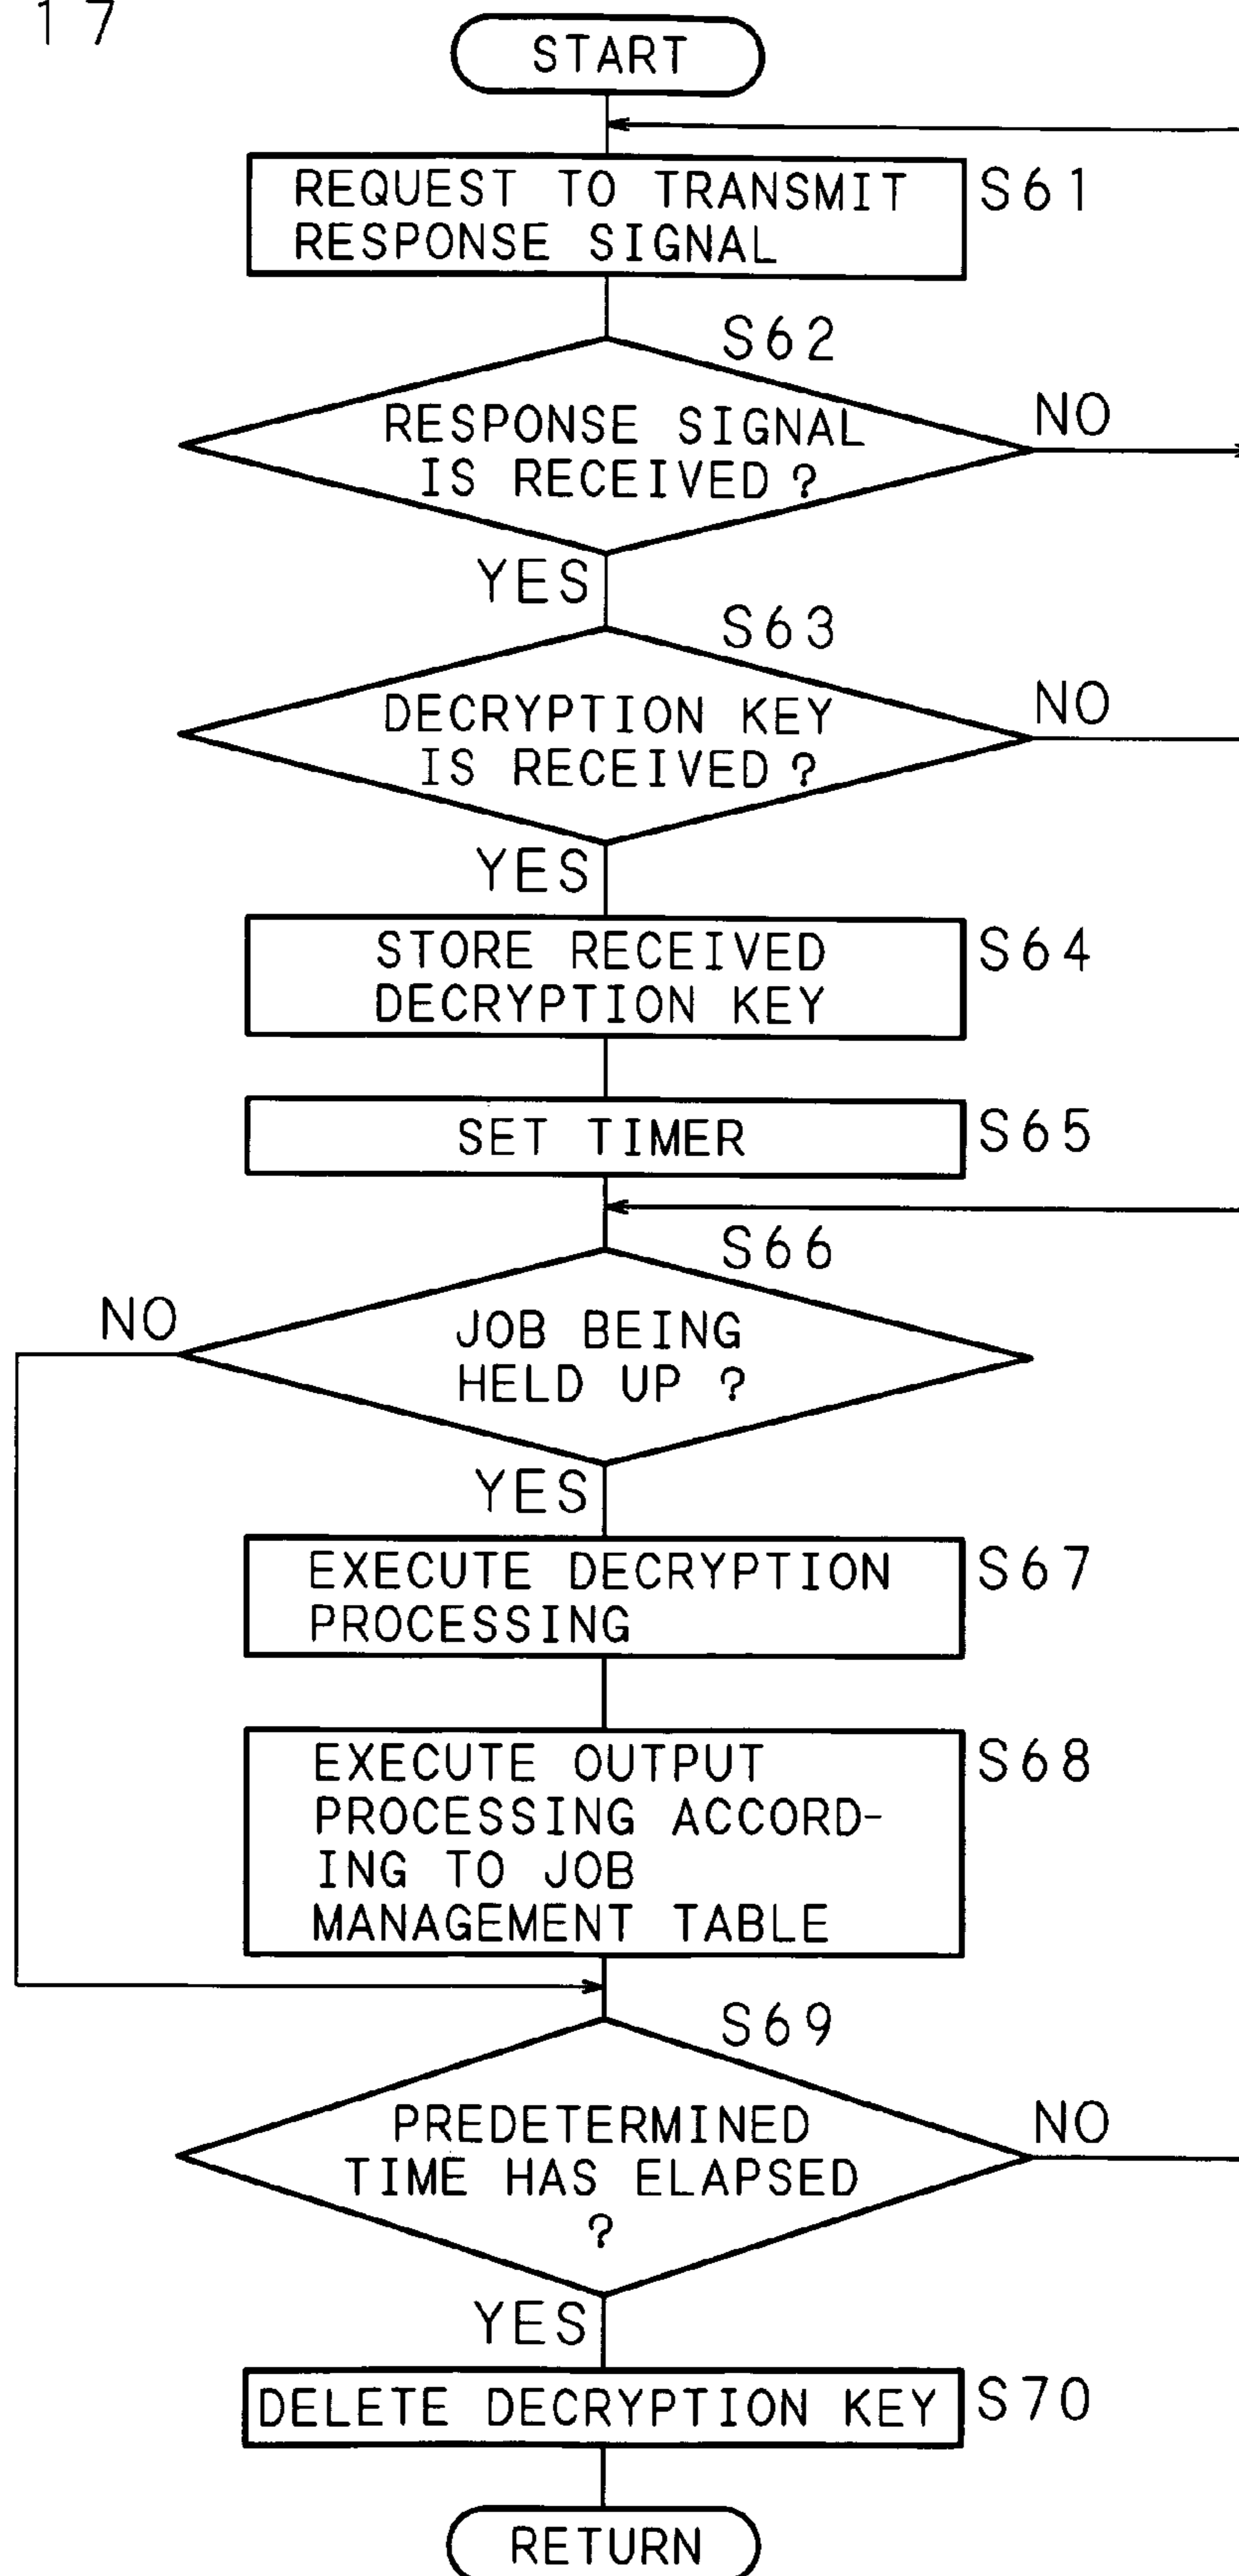 17
START
REQUEST TO TRANSMIT
RESPONSE SIGNAL
S61
S62
RESPONSE SIGNAL
IS RECEIVED ?
NO
YES
S63
DECRYPTION KEY
IS RECEIVED ?
NO
YES
STORE RECEIVED
DECRYPTION KEY
S64
SET TIMER
S65
S66
NO
JOB BEING
HELD UP ?
YES
EXECUTE DECRYPTION
PROCESSING
S67
EXECUTE OUTPUT
PROCESSING ACCORD-
ING TO JOB
MANAGEMENT TABLE
S68
S69
PREDETERMINED
TIME HAS ELAPSED
?
NO
YES
DELETE DECRYPTION KEY
S70
RETURN